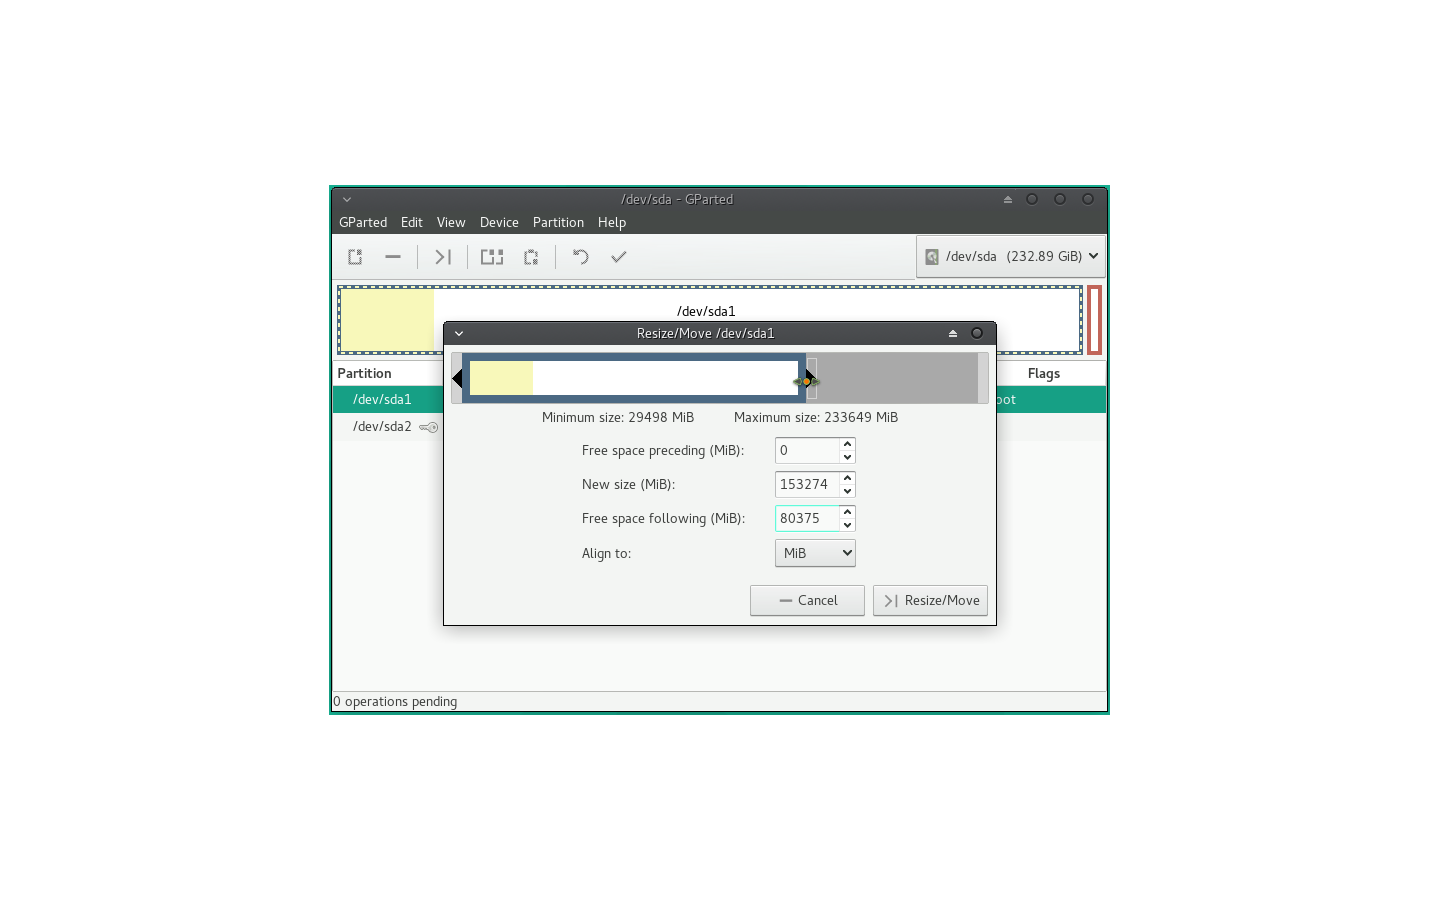 /dev/sda - GParted
GParted Edit View Device Partition Help
/dev/sda (232.89 GiB)
/dev/sda1
Resize/Move /dev/sda1
Partition
Flags
/dev/sda1
oot
/dev/sda2
Minimum size: 29498 MiB Maximum size: 233649 MiB
Free space preceding (MiB): 0
New size (MiB): 153274
Free space following (MiB): 80375
Align to: MiB
Cancel Resize/Move
0 operations pending